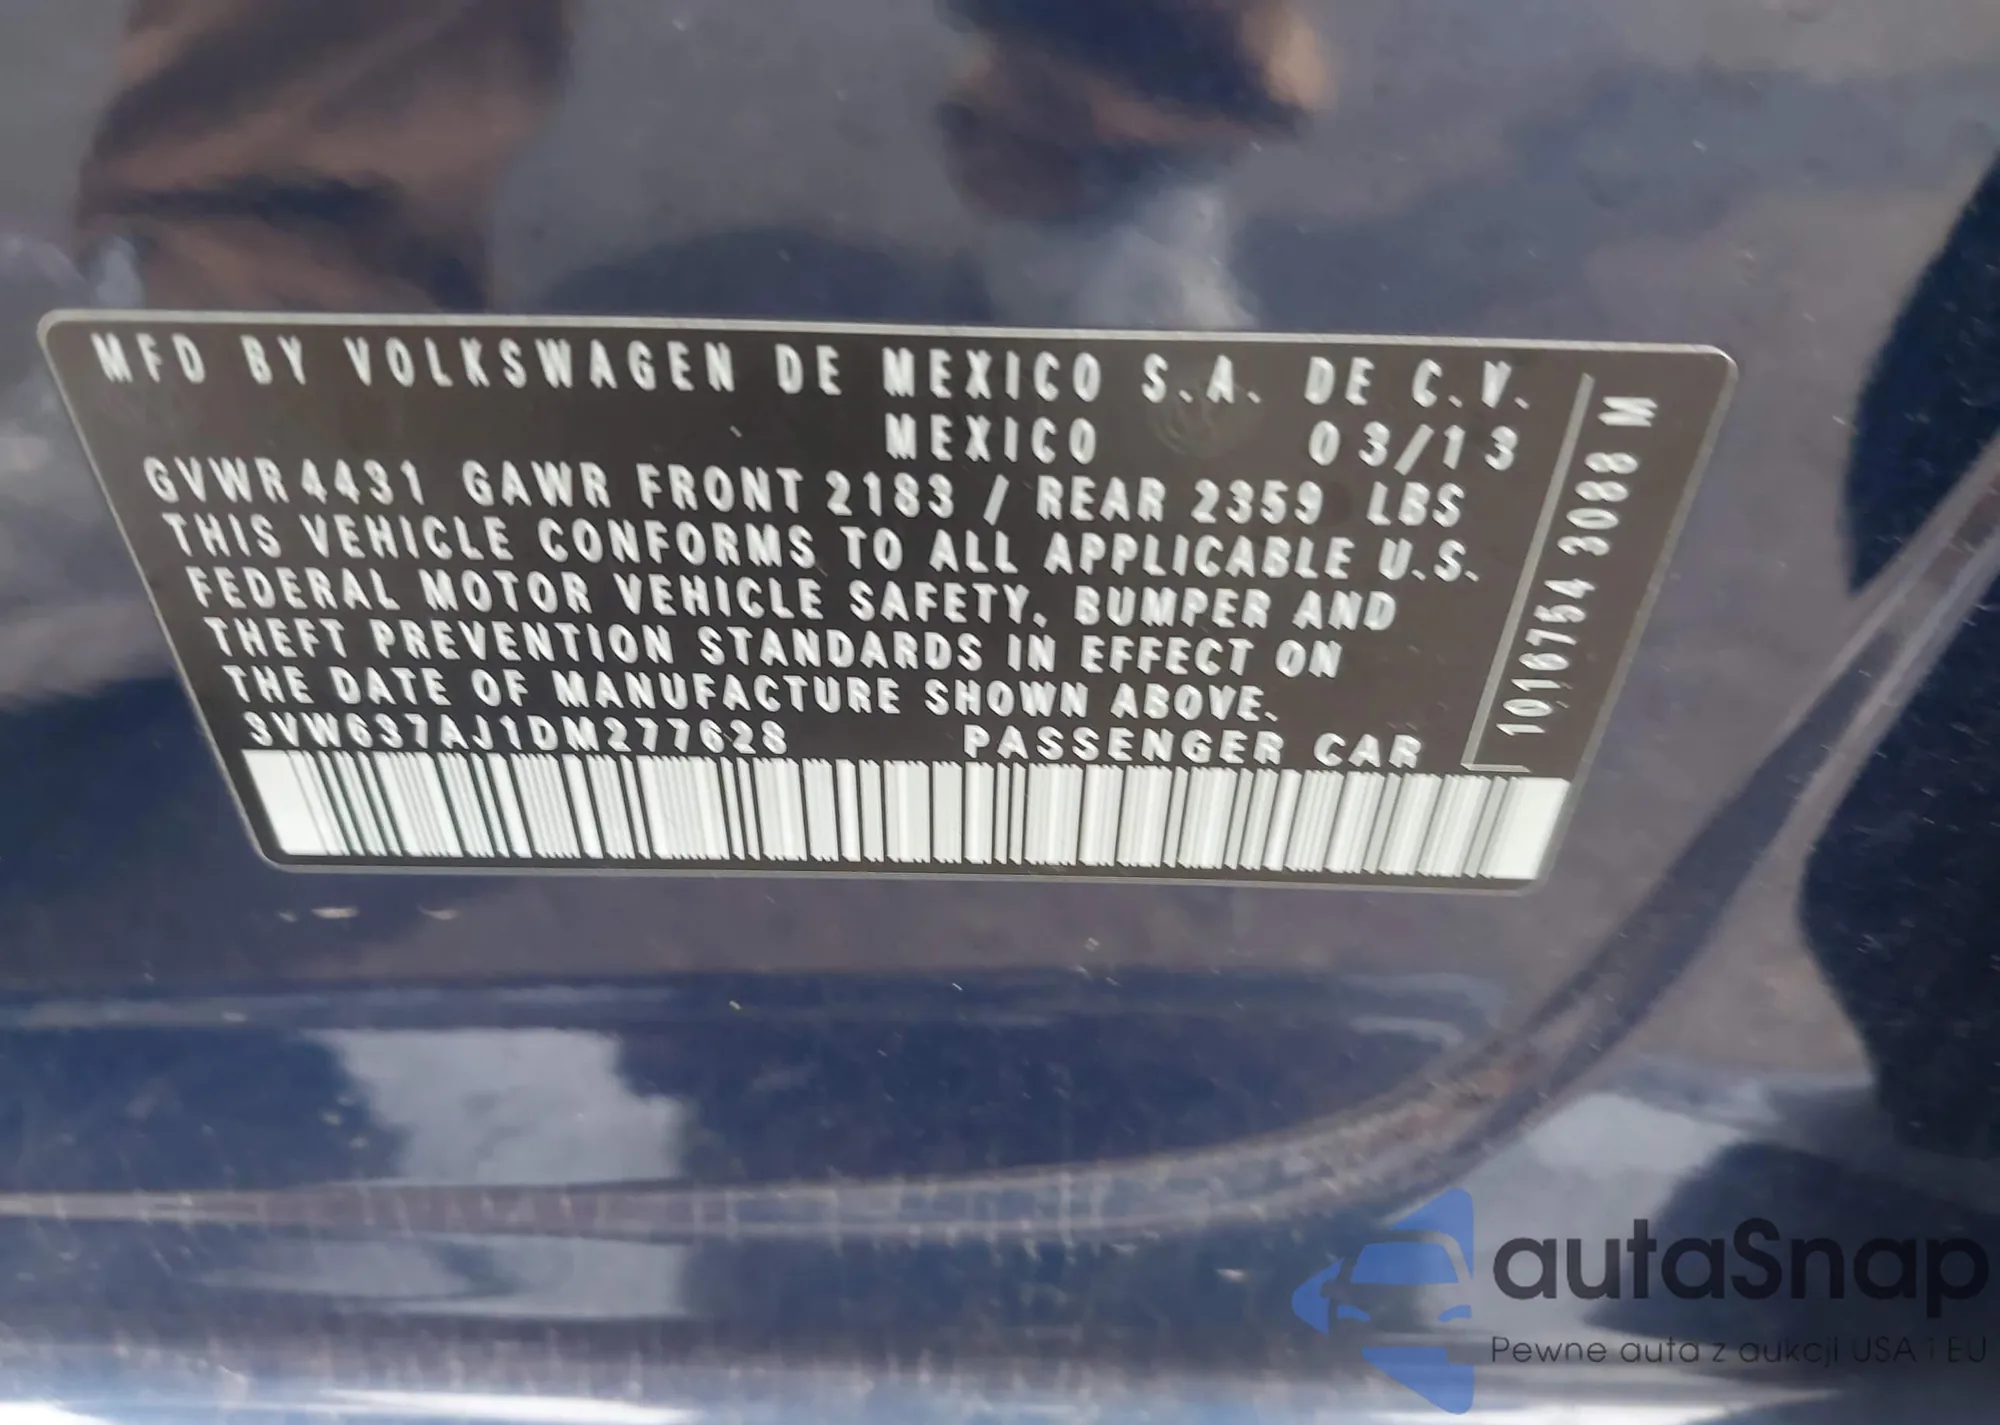 MFD BY VOLKSWAGEN DE MEXICO S.A. DE C.V.
MEXICO 03/13
GVWR 4431 GAWR FRONT 2183 / REAR 2359 LBS
THIS VEHICLE CONFORMS TO ALL APPLICABLE U.S.
FEDERAL MOTOR VEHICLE SAFETY, BUMPER AND
THEFT PREVENTION STANDARDS IN EFFECT ON
THE DATE OF MANUFACTURE SHOWN ABOVE.
3VW637AJ1DM277628 PASSENGER CAR
1016754 3088 M
autaSnap
Pewne auta z aukcji USA i EU